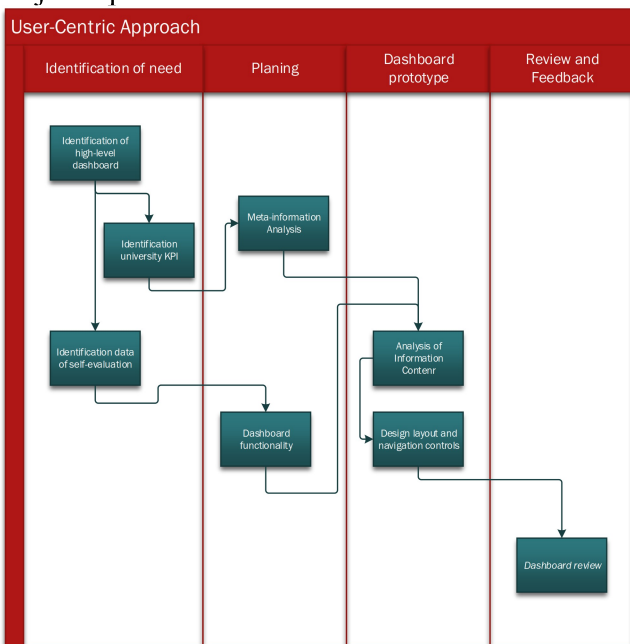 User-Centric Approach
Identification of need
Planing
Dashboard
prototype
Review and
Feedback
Identification of
high-level
dashboard
Identification
university KPI
Meta-information
Analysis
Identification data
of self-evaluation
Analysis of
Information
Contenr
Dashboard
functionality
Design layout and
navigation controls
Dashboard review